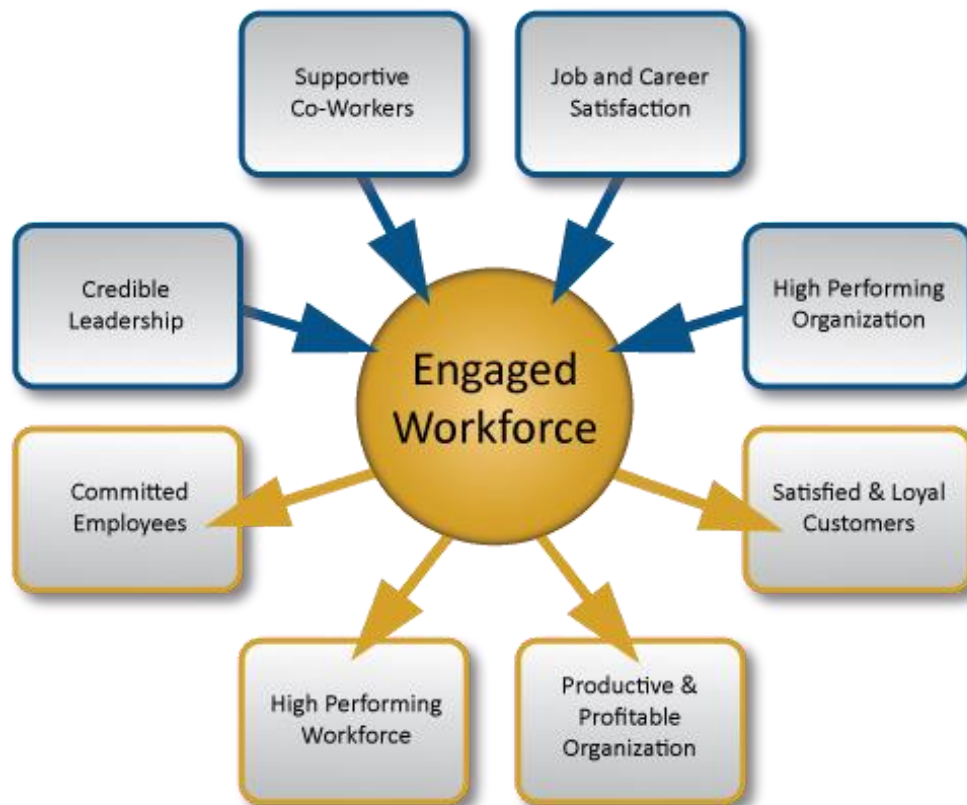 Supportive
Co-Workers
Job and Career
Satisfaction
Credible
Leadership
High Performing
Organization
Engaged
Workforce
Committed
Employees
Satisfied & Loyal
Customers
High Performing
Workforce
Productive &
Profitable
Organization